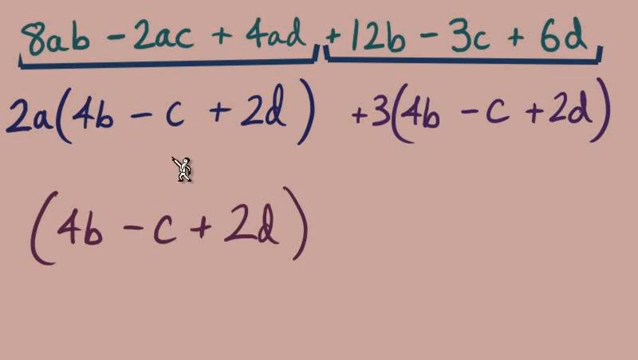 8ab - 2ac + 4ad + 12b - 3c + 6d
2a(4b - c + 2d) +3(4b - c + 2d)
(4b - c + 2d)